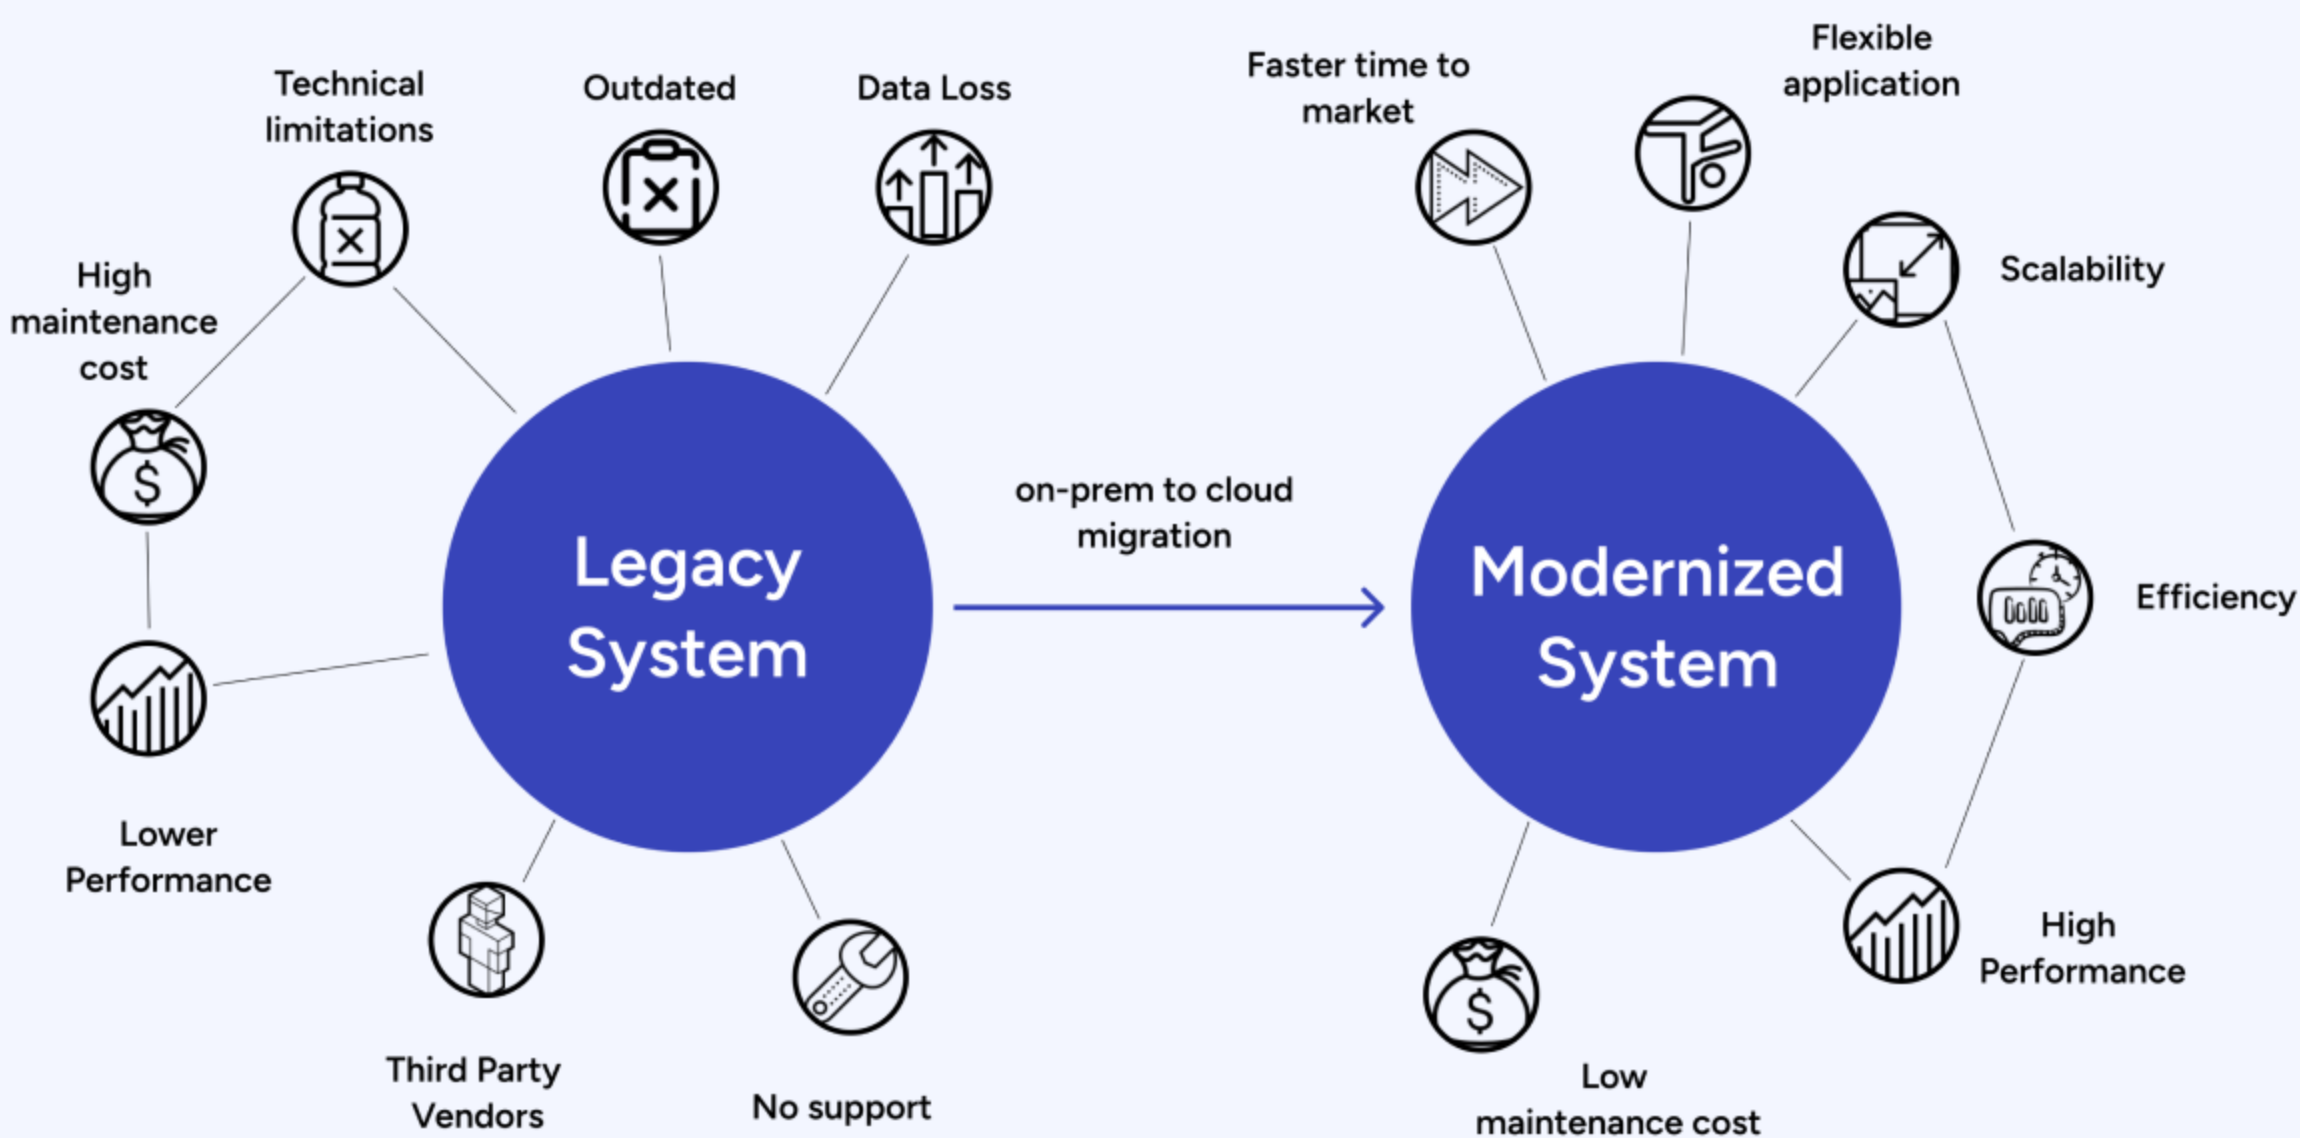 Technical
limitations
Outdated
Data Loss
High
maintenance
cost
$
Legacy
System
Lower
Performance
Third Party
Vendors
No support
on-prem to cloud
migration
Faster time to
market
Flexible
application
Scalability
Efficiency
Modernized
System
High
Performance
$
Low
maintenance cost